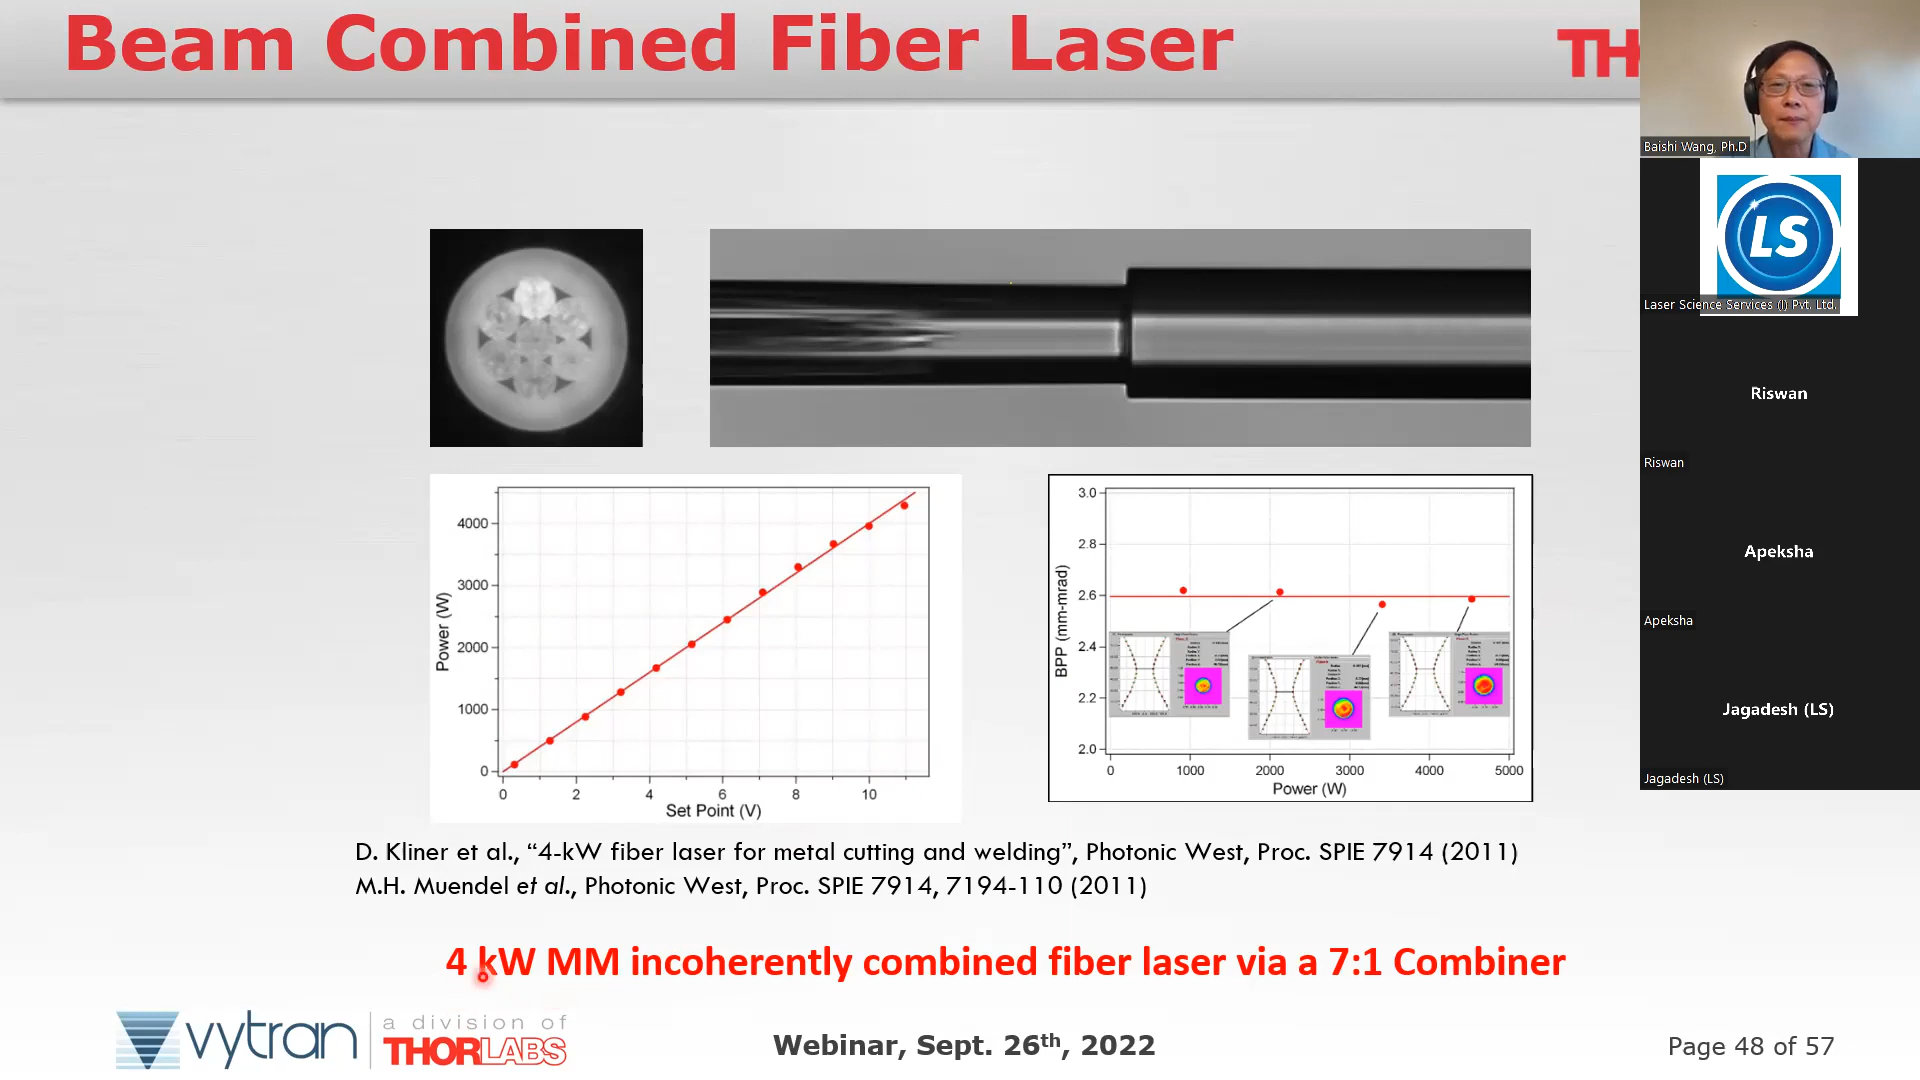 Beam Combined Fiber Laser
TH
Baishi Wang, Ph.D
LS
Laser Science Services (I) Pvt. Ltd.
Riswan
Riswan
Apeksha
Apeksha
Jagadesh (LS)
Jagadesh (LS)
4000
3000
2000
1000
0
Power (W)
0 2 4 6 8 10
Set Point (V)
3.0
2.8
2.6
2.4
2.2
2.0
BPP (mm-mrad)
0 1000 2000 3000 4000 5000
Power (W)
D. Kliner et al., “4-kW fiber laser for metal cutting and welding”, Photonic West, Proc. SPIE 7914 (2011)
M.H. Muendel et al., Photonic West, Proc. SPIE 7914, 7194-110 (2011)
4 kW MM incoherently combined fiber laser via a 7:1 Combiner
vytran
a division of
THORLABS
Webinar, Sept. 26th, 2022
Page 48 of 57